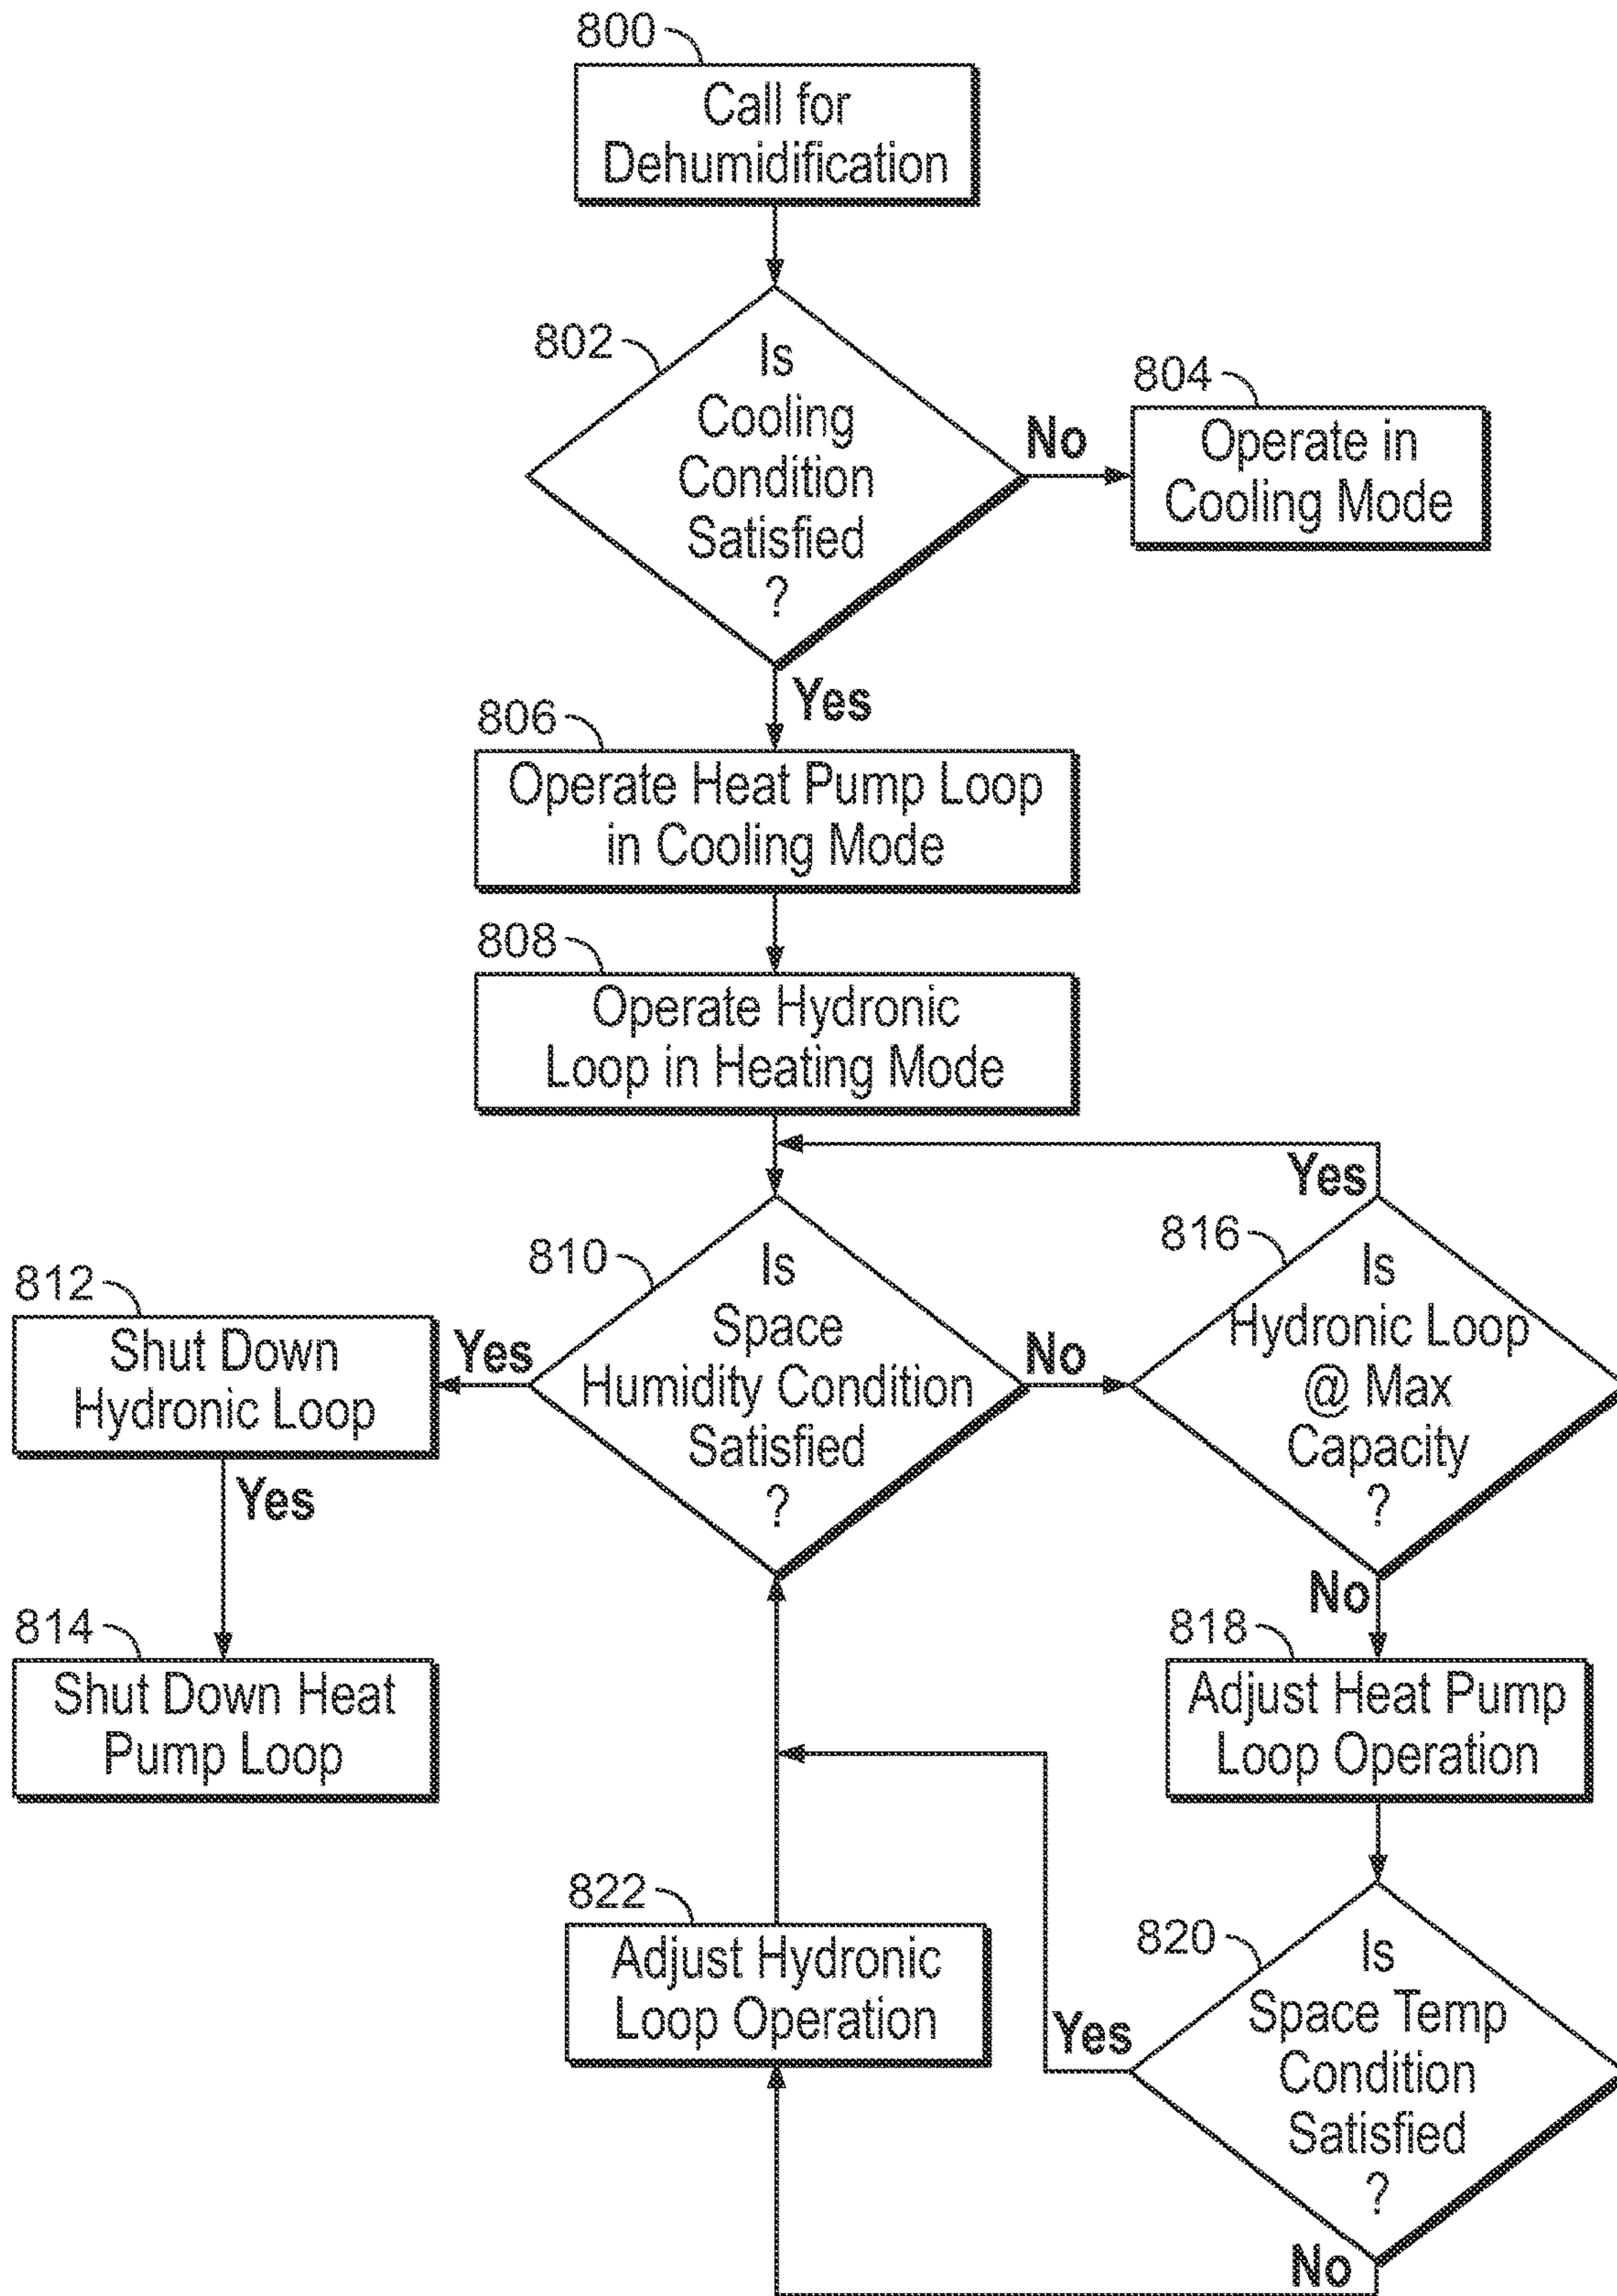 800
Call for
Dehumidification
802
Is
Cooling
Condition
Satisfied
?
No
804
Operate in
Cooling Mode
Yes
806
Operate Heat Pump Loop
in Cooling Mode
808
Operate Hydronic
Loop in Heating Mode
810
Is
Space
Humidity Condition
Satisfied
?
Yes
812
Shut Down
Hydronic Loop
Yes
814
Shut Down Heat
Pump Loop
No
816
Is
Hydronic Loop
@ Max
Capacity
?
Yes
No
818
Adjust Heat Pump
Loop Operation
820
Is
Space Temp
Condition
Satisfied
?
Yes
No
822
Adjust Hydronic
Loop Operation